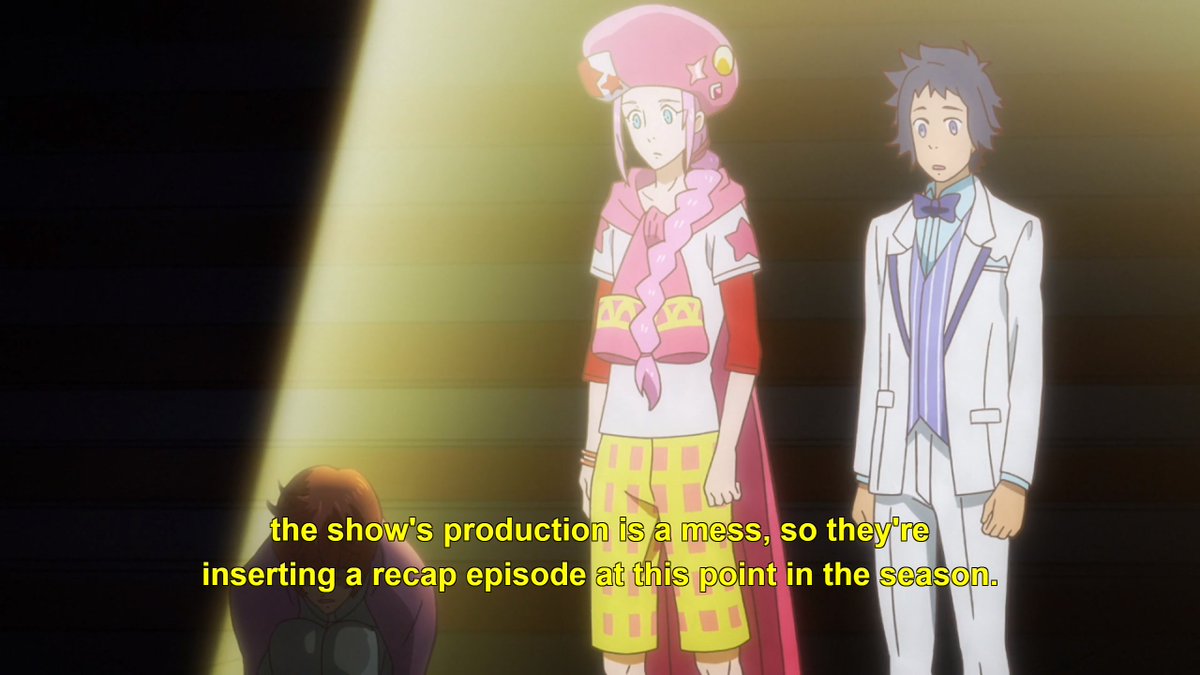 the show's production is a mess, so they're
inserting a recap episode at this point in the season.